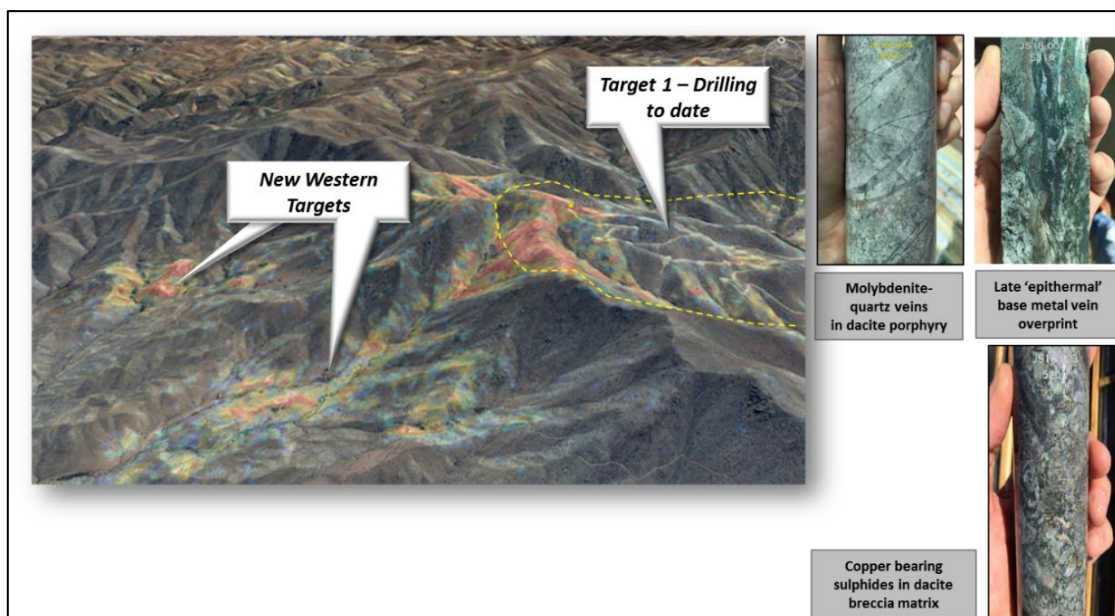 Target 1 – Drilling
to date
New Western
Targets
Molybdenite-
quartz veins
in dacite porphyry
Late ‘epithermal’
base metal vein
overprint
Copper bearing
sulphides in dacite
breccia matrix